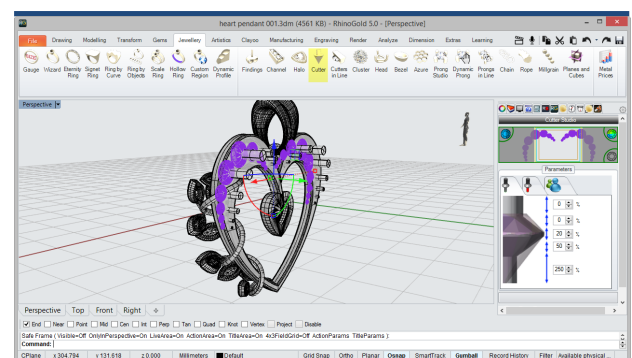 heart pendant 001.3dm (4561 KB) - RhinoGold 5.0 - [Perspective]
File Drawing Modelling Transform Gems Jewellery Artistics Clayoo Manufacturing Engraving Render Analyze Dimension Extras Learning
Gauge Wizard Eternity Ring Signet Ring Ring by Curve Ring by Objects Scale Ring Hollow Ring Custom Region Dynamic Profile Findings Channel Halo Cutter Cutters in Line Cluster Head Bezel Azure Prong Studio Dynamic Prong Prongs in Line Chain Rope Millgrain Planes and Cubes Metal Prices
Perspective
Cutter Studio
Parameters
0 %
0 %
20 %
50 %
250 %
Perspective Top Front Right
End Near Point Mid Cen Int Perp Tan Quad Knot Vertex Project Disable
Safe Frame ( Visible=Off OnlyInPerspective=On LiveArea=On ActionArea=On TitleArea=On 4x3FieldGrid=Off ActionParams TitleParams ):
Command:
CPlane x 304.794 y 131.618 z 0.000 Millimeters Default Grid Snap Ortho Planar Osnap SmartTrack Gumball Record History Filter Available physical ...